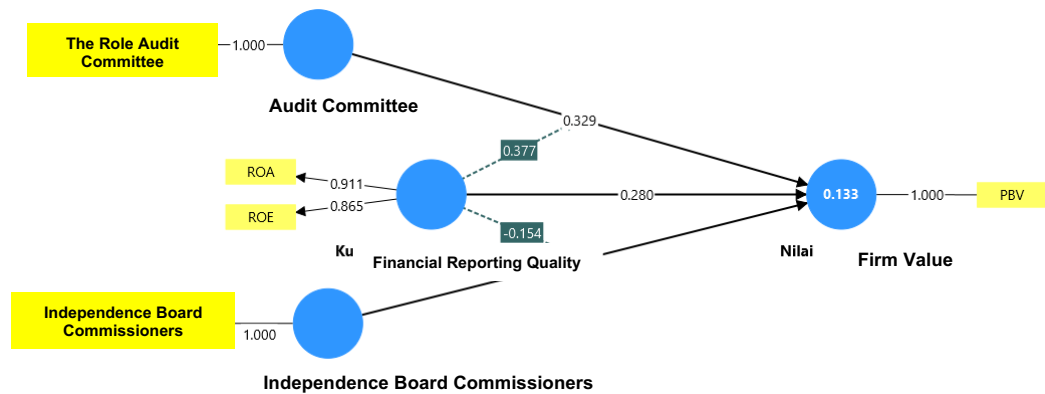 The Role Audit
Committee
1.000
Audit Committee
0.329
0.377
ROA
0.911
0.865
ROE
0.280
0.133
1.000
PBV
-0.154
Ku
Financial Reporting Quality
Nilai
Firm Value
Independence Board
Commissioners
1.000
Independence Board Commissioners